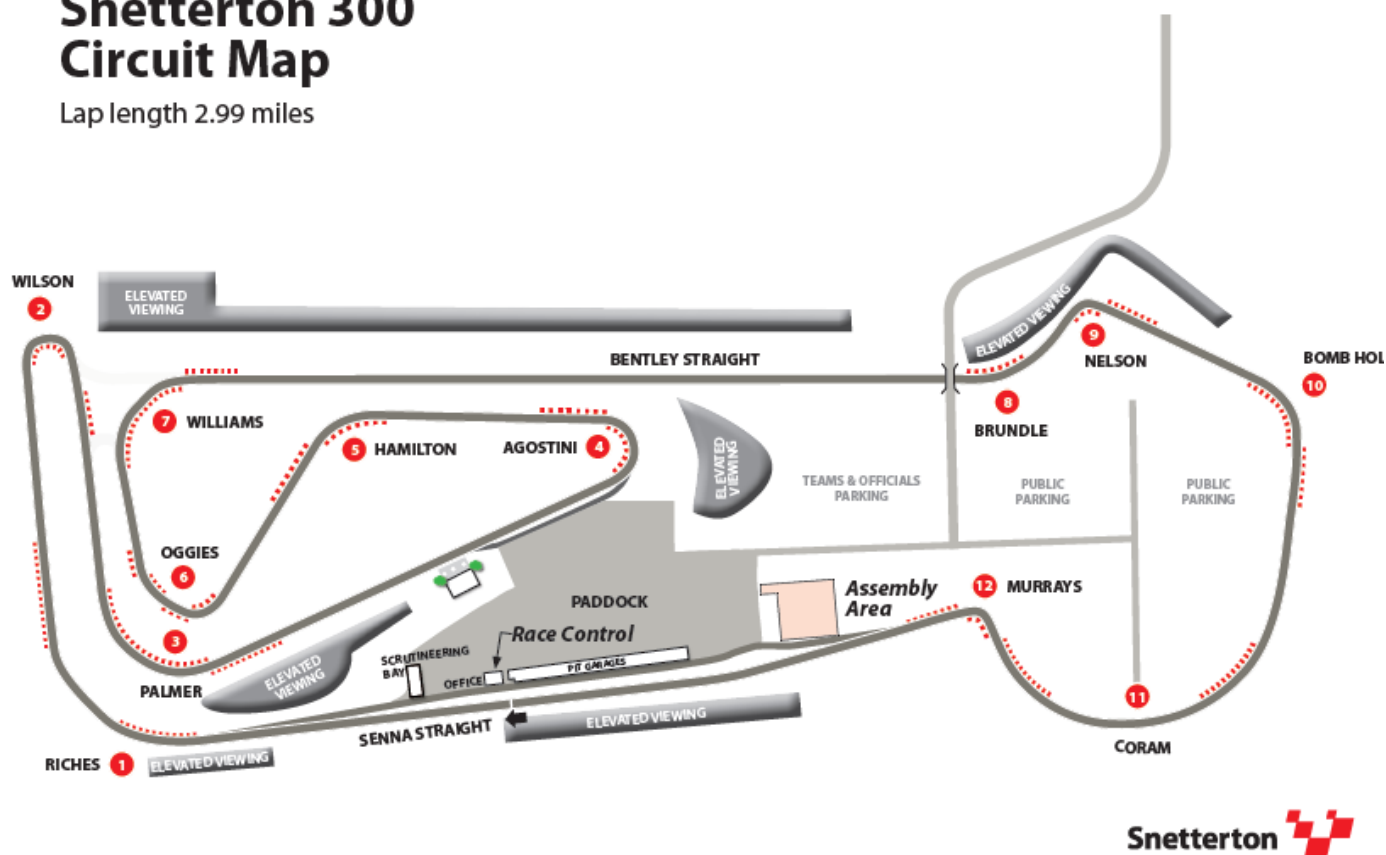 Snetterton 300
Circuit Map
Lap length 2.99 miles
WILSON
2
ELEVATED
VIEWING
BENTLEY STRAIGHT
ELEVATED VIEWING
9
NELSON
BOMB HOL
10
7 WILLIAMS
5 HAMILTON
AGOSTINI 4
ELEVATED
VIEWING
8
BRUNDLE
TEAMS & OFFICIALS
PARKING
PUBLIC
PARKING
PUBLIC
PARKING
OGGIES
6
3
PALMER
PADDOCK
Assembly
Area
12 MURRAYS
Race Control
SCRUTINEERING
BAY
OFFICE
PIT GARAGES
ELEVATED
VIEWING
SENNA STRAIGHT
ELEVATED VIEWING
11
CORAM
RICHES 1
ELEVATED VIEWING
Snetterton